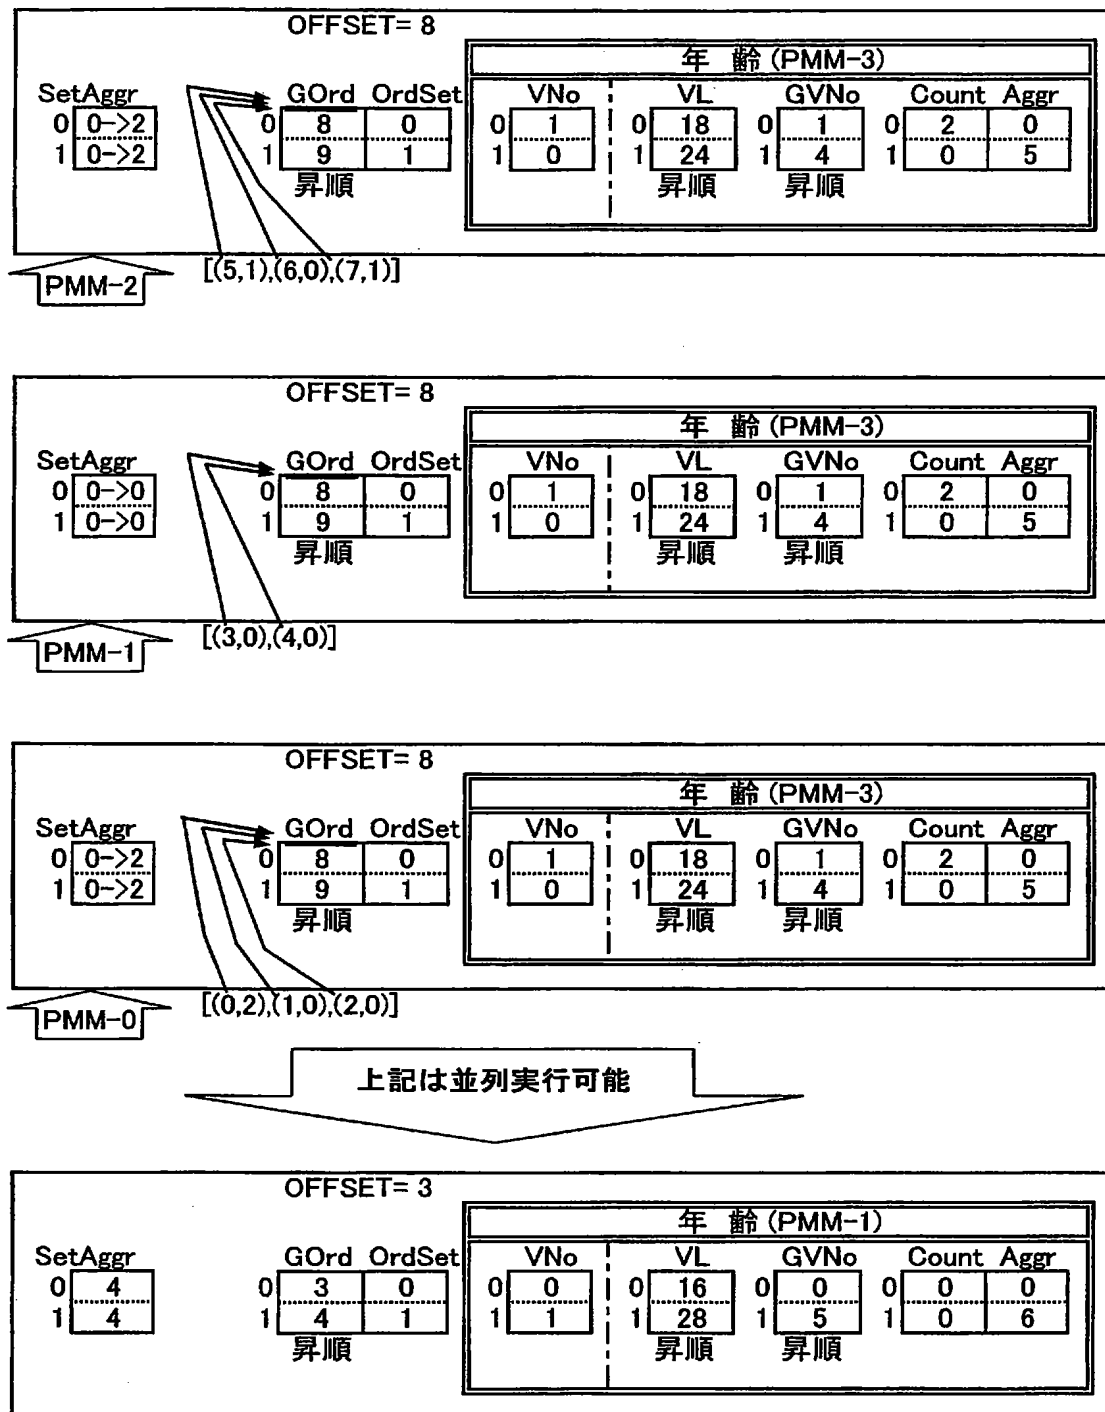 OFFSET= 8
年 齢 (PMM-3)
SetAggr GOrd OrdSet VNo VL GVNo Count Aggr
0 0->2 0 8 0 0 1 0 18 0 1 0 2 0
1 0->2 1 9 1 1 0 1 24 1 4 1 0 5
昇順 昇順 昇順
PMM-2 [(5,1),(6,0),(7,1)]
OFFSET= 8
年 齢 (PMM-3)
SetAggr GOrd OrdSet VNo VL GVNo Count Aggr
0 0->0 0 8 0 0 1 0 18 0 1 0 2 0
1 0->0 1 9 1 1 0 1 24 1 4 1 0 5
昇順 昇順 昇順
PMM-1 [(3,0),(4,0)]
OFFSET= 8
年 齢 (PMM-3)
SetAggr GOrd OrdSet VNo VL GVNo Count Aggr
0 0->2 0 8 0 0 1 0 18 0 1 0 2 0
1 0->2 1 9 1 1 0 1 24 1 4 1 0 5
昇順 昇順 昇順
PMM-0 [(0,2),(1,0),(2,0)]
上記は並列実行可能
OFFSET= 3
年 齢 (PMM-1)
SetAggr GOrd OrdSet VNo VL GVNo Count Aggr
0 4 0 3 0 0 0 0 16 0 0 0 0 0
1 4 1 4 1 1 1 1 28 1 5 1 0 6
昇順 昇順 昇順